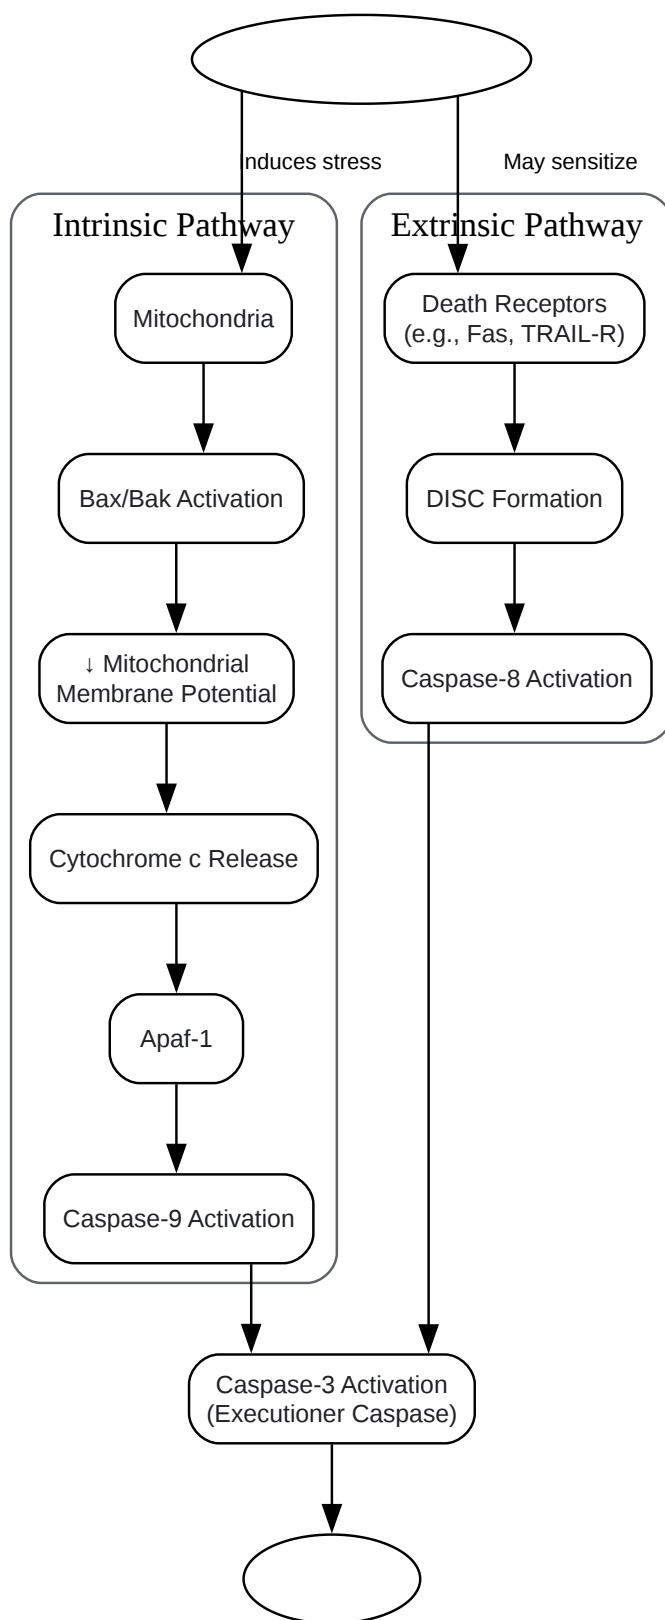 Induces stress
May sensitize
Intrinsic Pathway
Extrinsic Pathway
Mitochondria
Death Receptors
(e.g., Fas, TRAIL-R)
Bax/Bak Activation
DISC Formation
↓ Mitochondrial
Membrane Potential
Caspase-8 Activation
Cytochrome c Release
Apaf-1
Caspase-9 Activation
Caspase-3 Activation
(Executioner Caspase)